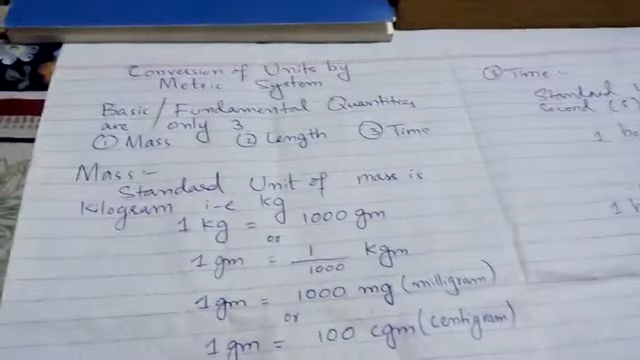 Conversion of Units by
Metric System
Basic/Fundamental Quantities
are only 3
① Mass ② Length ③ Time
Mass:-
Standard Unit of mass is
Kilogram i-e kg
1 kg = 1000 gm
or
1 gm = 1/1000 Kgm
1 gm = 1000 mg (milligram)
or
1 gm = 100 cgm (centigram)
③ Time:-
Standard
Second (s)
1 h
1 h